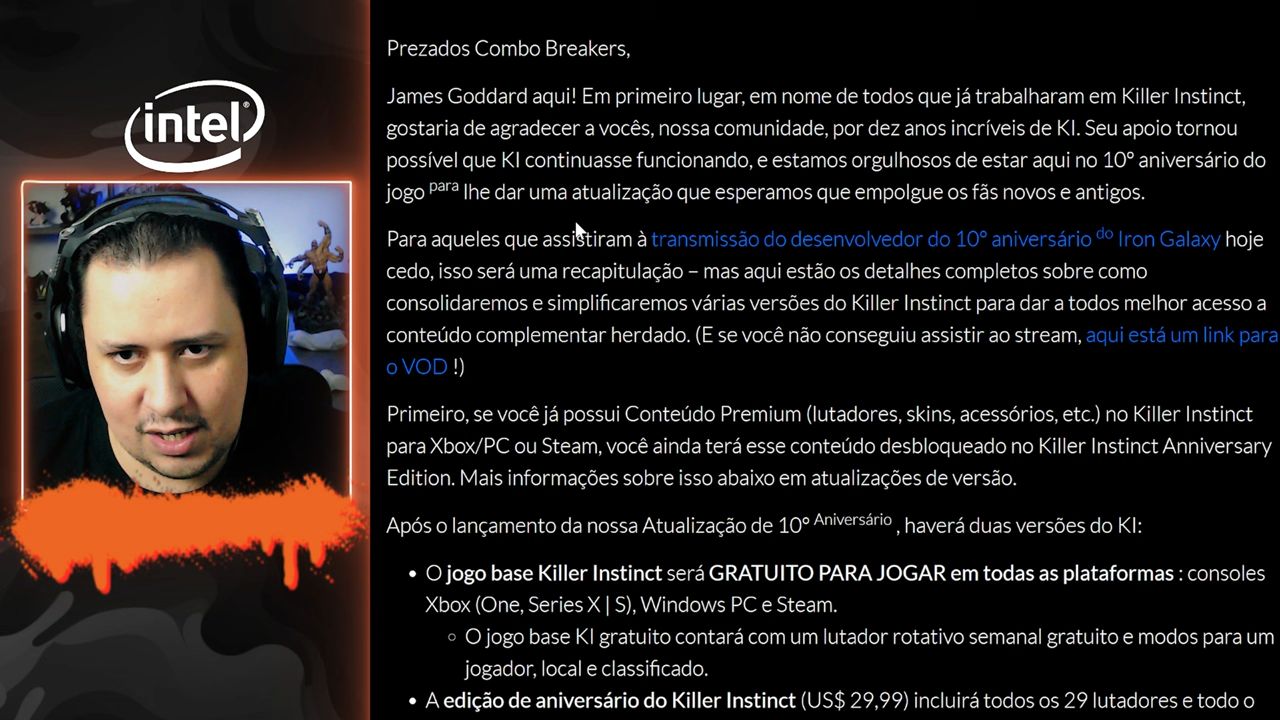 intel
Prezados Combo Breakers,
James Goddard aqui! Em primeiro lugar, em nome de todos que já trabalharam em Killer Instinct,
gostaria de agradecer a vocês, nossa comunidade, por dez anos incríveis de KI. Seu apoio tornou
possível que KI continuasse funcionando, e estamos orgulhosos de estar aqui no 10º aniversário do
jogo para lhe dar uma atualização que esperamos que empolgue os fãs novos e antigos.
Para aqueles que assistiram à transmissão do desenvolvedor do 10º aniversário do Iron Galaxy hoje
cedo, isso será uma recapitulação – mas aqui estão os detalhes completos sobre como
consolidaremos e simplificaremos várias versões do Killer Instinct para dar a todos melhor acesso a
conteúdo complementar herdado. (E se você não conseguiu assistir ao stream, aqui está um link para
o VOD !)
Primeiro, se você já possui Conteúdo Premium (lutadores, skins, acessórios, etc.) no Killer Instinct
para Xbox/PC ou Steam, você ainda terá esse conteúdo desbloqueado no Killer Instinct Anniversary
Edition. Mais informações sobre isso abaixo em atualizações de versão.
Após o lançamento da nossa Atualização de 10º Aniversário , haverá duas versões do KI:
• O jogo base Killer Instinct será GRATUITO PARA JOGAR em todas as plataformas : consoles
Xbox (One, Series X | S), Windows PC e Steam.
○ O jogo base KI gratuito contará com um lutador rotativo semanal gratuito e modos para um
jogador, local e classificado.
• A edição de aniversário do Killer Instinct (US$ 29,99) incluirá todos os 29 lutadores e todo o